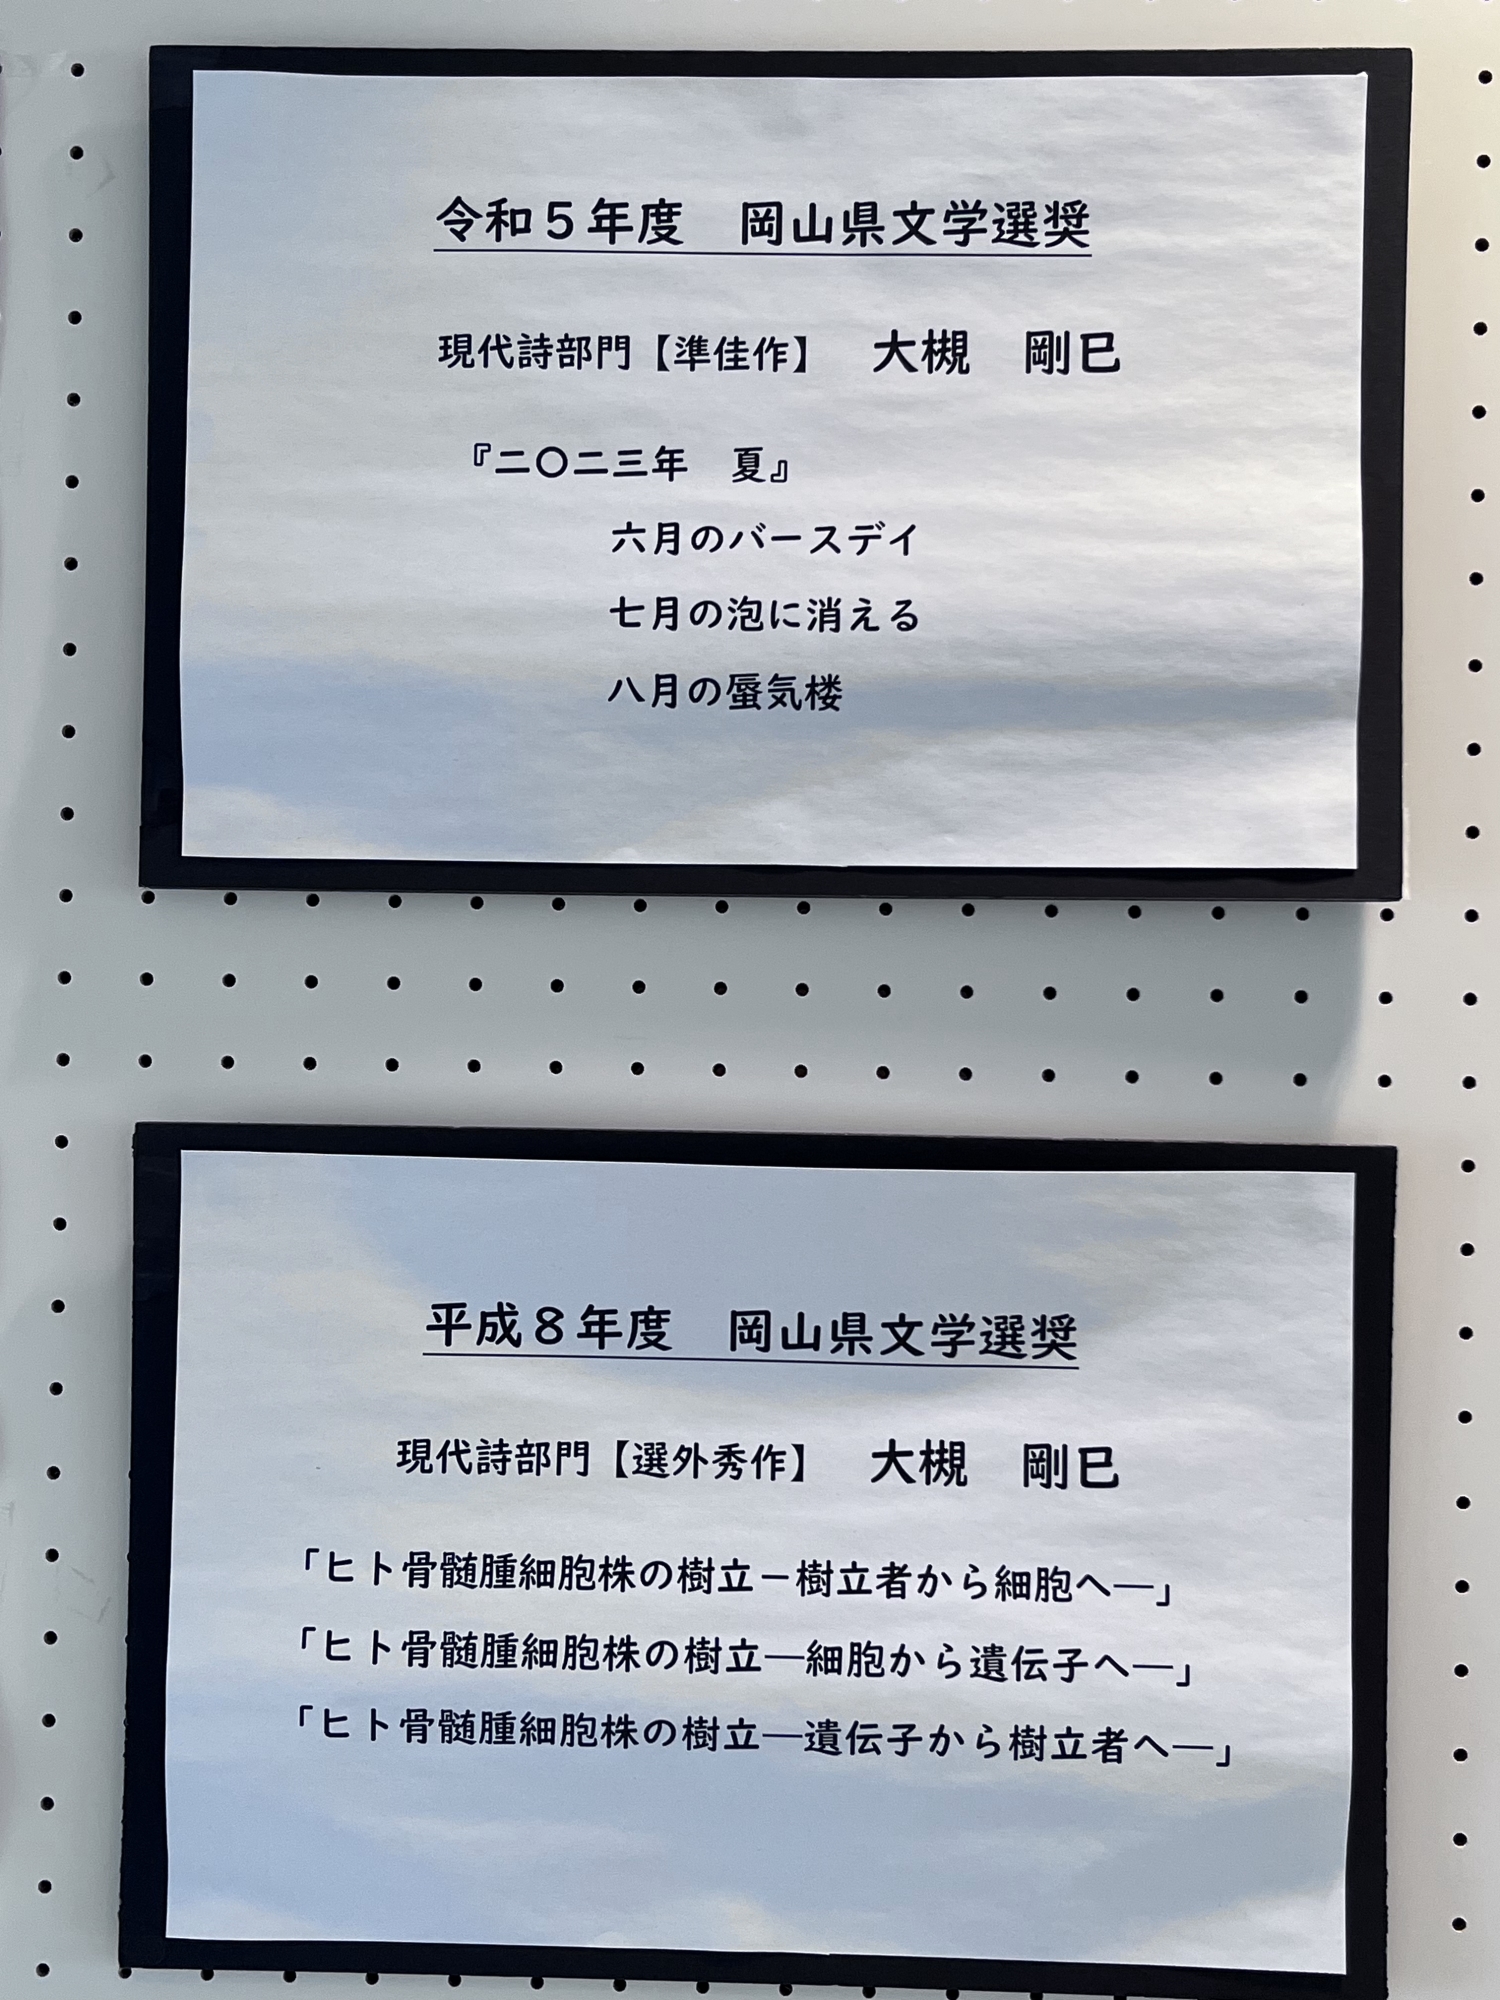 令和５年度　岡山県文学選奨
現代詩部門【準佳作】　大槻　剛巳
『二〇二三年　夏』
六月のバースデイ
七月の泡に消える
八月の蜃気楼
平成８年度　岡山県文学選奨
現代詩部門【選外秀作】　大槻　剛巳
「ヒト骨髄腫細胞株の樹立－樹立者から細胞へ―」
「ヒト骨髄腫細胞株の樹立―細胞から遺伝子へ―」
「ヒト骨髄腫細胞株の樹立―遺伝子から樹立者へ―」